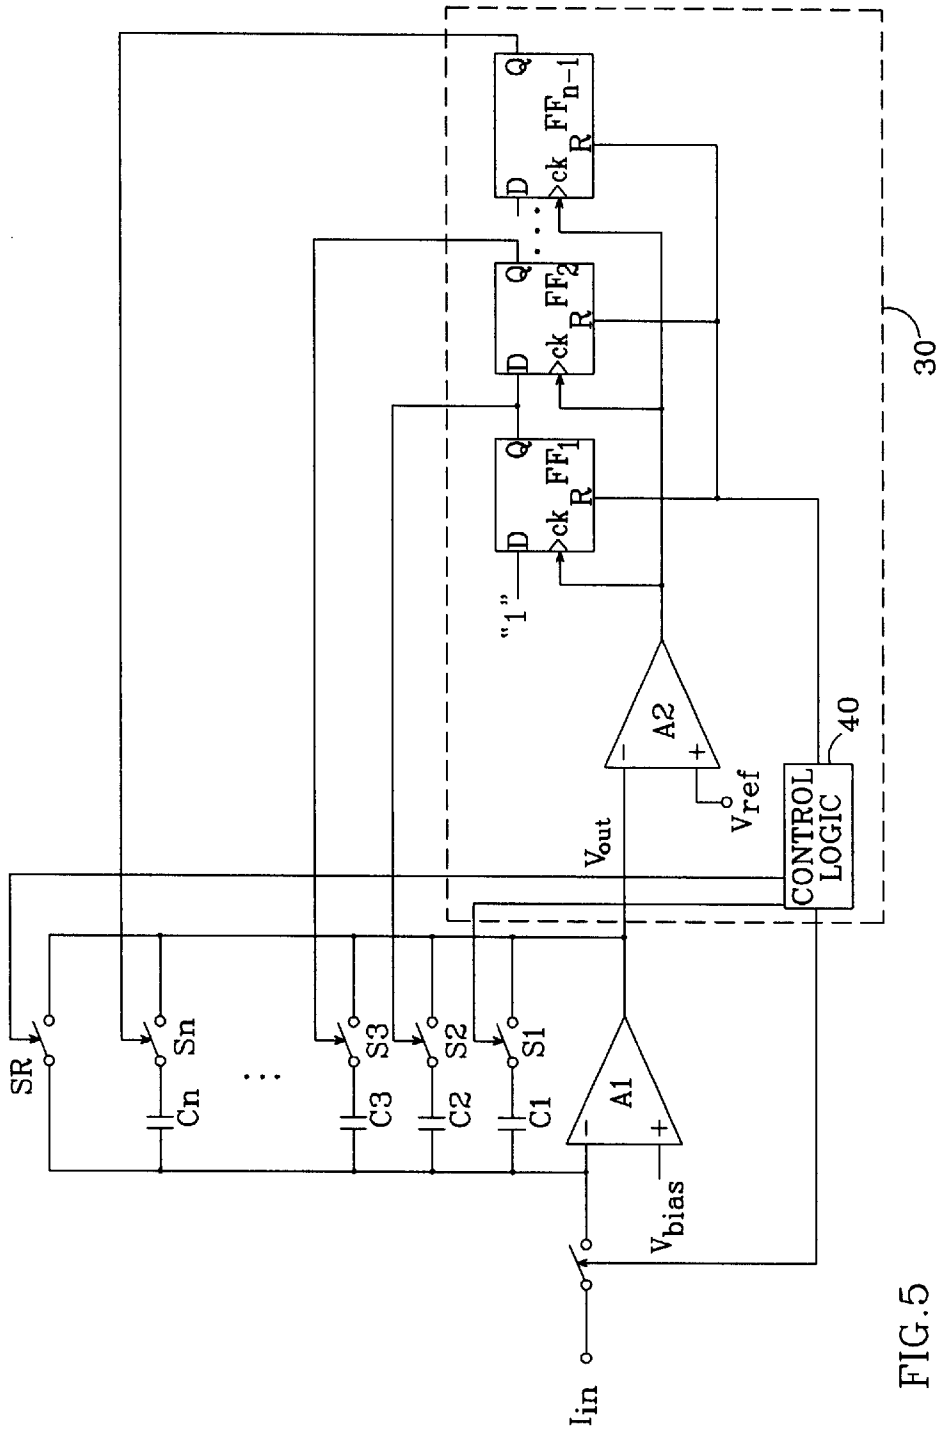 SR
Sn
Cn
...
S3
C3
S2
C2
S1
C1
Iin
Vbias
−
+
A1
Vout
Vref
−
+
A2
CONTROL
LOGIC
40
"1"
D
Q
ck
FF1
R
D
Q
ck
FF2
R
...
D
Q
ck
FFn-1
R
30
FIG.5